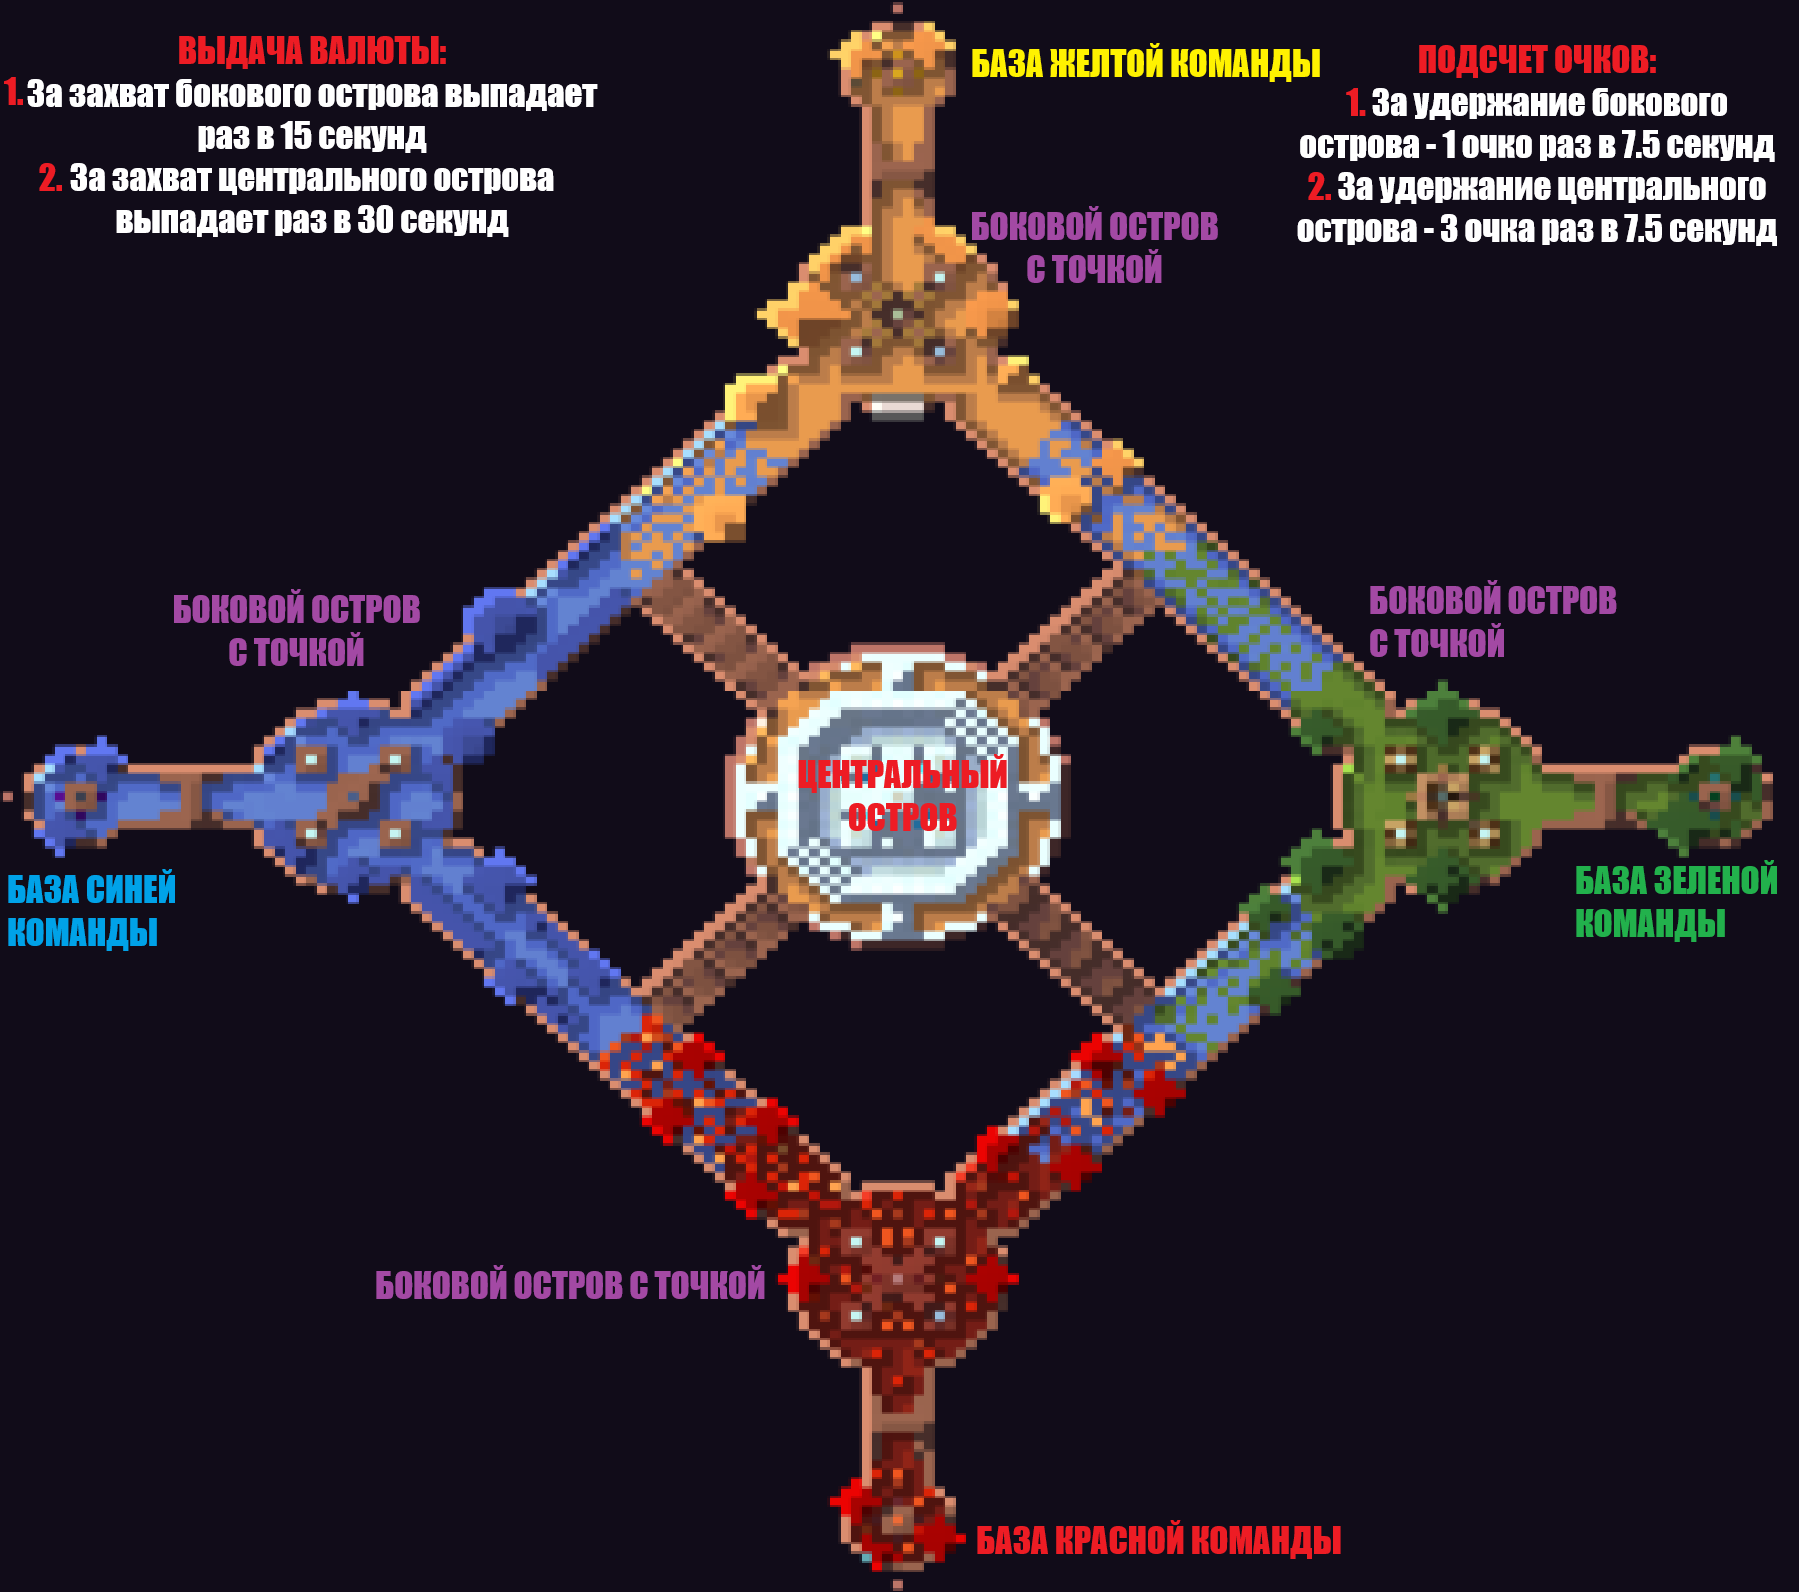 ВЫДАЧА ВАЛЮТЫ:
1. За захват бокового острова выпадает
раз в 15 секунд
2. За захват центрального острова
выпадает раз в 30 секунд
БАЗА ЖЕЛТОЙ КОМАНДЫ
ПОДСЧЕТ ОЧКОВ:
1. За удержание бокового
острова - 1 очко раз в 7.5 секунд
2. За удержание центрального
острова - 3 очка раз в 7.5 секунд
БОКОВОЙ ОСТРОВ
С ТОЧКОЙ
БОКОВОЙ ОСТРОВ
С ТОЧКОЙ
БОКОВОЙ ОСТРОВ
С ТОЧКОЙ
ЦЕНТРАЛЬНЫЙ
ОСТРОВ
БАЗА СИНЕЙ
КОМАНДЫ
БАЗА ЗЕЛЕНОЙ
КОМАНДЫ
БОКОВОЙ ОСТРОВ С ТОЧКОЙ
БАЗА КРАСНОЙ КОМАНДЫ